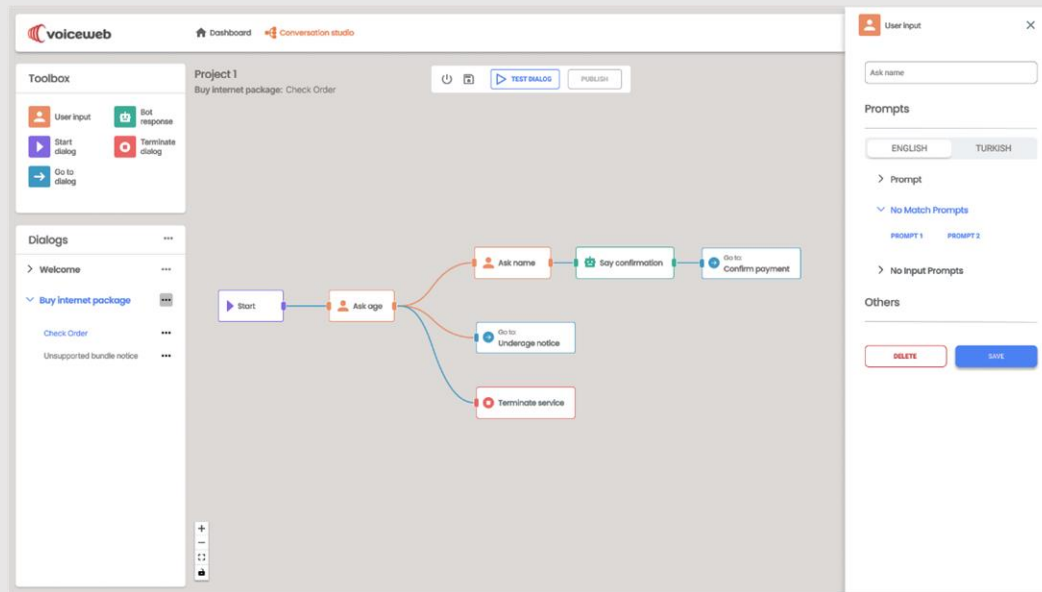 voiceweb
Dashboard
Conversation studio
Toolbox
User input
Bot
response
Start
dialog
Terminate
dialog
Go to
dialog
Dialogs
Welcome
Buy internet package
Check Order
Unsupported bundle notice
Project 1
Buy internet package: Check Order
TEST DIALOG
PUBLISH
Start
Ask age
Ask name
Say confirmation
Go to:
Confirm payment
Go to:
Underage notice
Terminate service
User input
Ask name
Prompts
ENGLISH
TURKISH
Prompt
No Match Prompts
PROMPT 1
PROMPT 2
No Input Prompts
Others
DELETE
SAVE